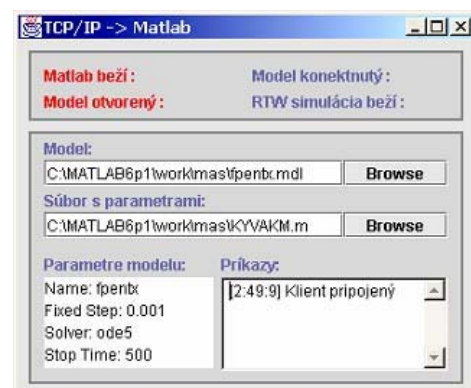 TCP/IP -> Matlab
Matlab beží :
Model konektnutý :
Model otvorený :
RTW simulácia beží :
Model:
C:\MATLAB6p1\work\mas\fpentx.mdl
Browse
Súbor s parametrami:
C:\MATLAB6p1\work\mas\KYVAKM.m
Browse
Parametre modelu:
Name: fpentx
Fixed Step: 0.001
Solver: ode5
Stop Time: 500
Príkazy:
[2:49:9] Klient pripojený